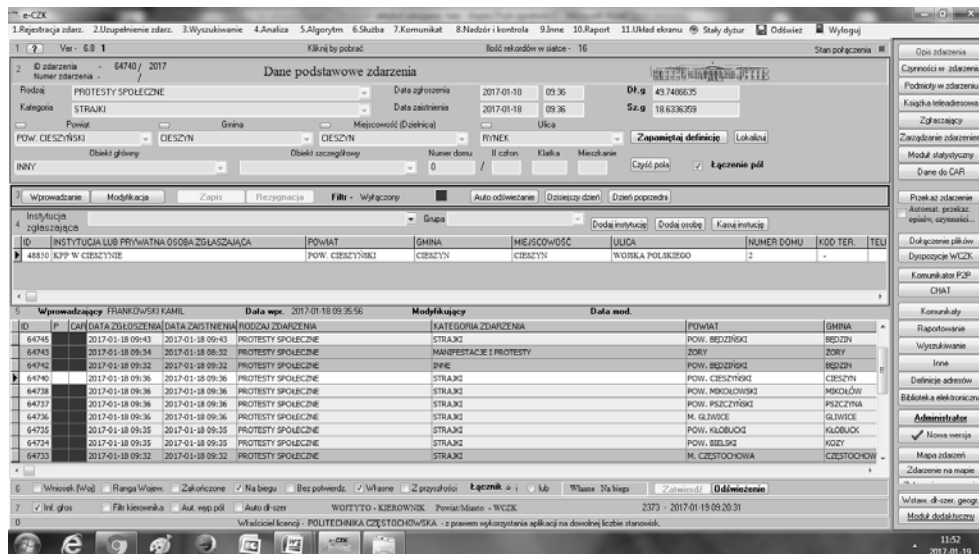 e-CZK
1.Rejestracja zdarz. 2.Uzupełnienie zdarz. 3.Wyszukiwanie 4.Analiza 5.Algorytm 6.Służba 7.Komunikat 8.Nadzór i kontrola 9.Inne 10.Raport 11.Układ ekranu Stały dyżur Odśwież Wyloguj
1 ? Ver- 6.0 1 Kliknij by pobrać Ilość rekordów w siatce - 16 Stan połączenia
2 ID zdarzenia - 64740 / 2017 Dane podstawowe zdarzenia
Numer zdarzenia - /
Rodzaj PROTESTY SPOŁECZNE Data zgłoszenia 2017-01-18 09:36 Dł.g 49.7486635
Kategoria STRAJKI Data zaistnienia 2017-01-18 09:36 Sz.g 18.6336359
Powiat Gmina Miejscowość (Dzielnica) Ulica
POW. CIESZYŃSKI CIESZYN CIESZYN RYNEK Zapamiętaj definicję Lokalizuj
Obiekt główny Obiekt szczegółowy Numer domu II człon Klatka Mieszkanie
INNY 0 / Czyść pola Łączenie pól
3 Wprowadzanie Modyfikacja Zapis Rezygnacja Filtr - Wyłączony Auto odświeżanie Dzisiejszy dzień Dzień poprzedni
4 Instytucja zgłaszająca Grupa Dodaj instytucję Dodaj osobę Kasuj instucję
ID INSTYTUCJA LUB PRYWATNA OSOBA ZGŁASZAJĄCA POWIAT GMINA MIEJSCOWOŚĆ ULICA NUMER DOMU KOD TER. TELI
48850 KPP W CIESZYNIE POW. CIESZYŃSKI CIESZYN CIESZYN WOJSKA POLSKIEGO 2 -
5 Wprowadzający FRANKOWSKI KAMIL Data wpr. 2017-01-18 09:35:56 Modyfikujący Data mod.
ID P CAR DATA ZGŁOSZENIA DATA ZAISTNIENIA RODZAJ ZDARZENIA KATEGORIA ZDARZENIA POWIAT GMINA
64745 2017-01-18 09:43 2017-01-18 09:43 PROTESTY SPOŁECZNE STRAJKI POW. BĘDZIŃSKI BĘDZIN
64743 2017-01-18 09:34 2017-01-18 08:32 PROTESTY SPOŁECZNE MANIFESTACJE I PROTESTY ŻORY ŻORY
64742 2017-01-18 09:32 2017-01-18 09:32 PROTESTY SPOŁECZNE INNE POW. BĘDZIŃSKI BĘDZIN
64740 2017-01-18 09:36 2017-01-18 09:36 PROTESTY SPOŁECZNE STRAJKI POW. CIESZYŃSKI CIESZYN
64738 2017-01-18 09:36 2017-01-18 09:36 PROTESTY SPOŁECZNE STRAJKI POW. MIKOŁOWSKI MIKOŁÓW
64737 2017-01-18 09:36 2017-01-18 09:36 PROTESTY SPOŁECZNE STRAJKI POW. PSZCZYŃSKI PSZCZYNA
64736 2017-01-18 09:36 2017-01-18 09:36 PROTESTY SPOŁECZNE STRAJKI M. GLIWICE GLIWICE
64735 2017-01-18 09:35 2017-01-18 09:35 PROTESTY SPOŁECZNE STRAJKI POW. KŁOBUCKI KŁOBUCK
64734 2017-01-18 09:35 2017-01-18 09:35 PROTESTY SPOŁECZNE STRAJKI POW. BIELSKI KOZY
64733 2017-01-18 09:32 2017-01-18 09:32 PROTESTY SPOŁECZNE STRAJKI M. CZĘSTOCHOWA CZĘSTOCHOW
6 Wniosek (Woj) Ranga Wojew. Zakończone Na biegu Bez potwierdz. Własne Z przyszłości Łącznik a i lub Własne Na biegu Zatwierdź Odświeżenie
7 Inf. głos Filtr kierownika Aut. wyp. pól Auto dł-szer WOJTYTO - KIEROWNIK Powiat/Miasto - WCZK 2373 - 2017-01-19 09:20:31
0 Właściciel licencji - POLITECHNIKA CZĘSTOCHOWSKA - z prawem wykorzystania aplikacji na dowolnej liczbie stanowisk.
Opis zdarzenia
Czynności w zdarzeniu
Podmioty w zdarzeniu
Książka teleadresowa
Zgłaszający
Zarządzanie zdarzeniem
Moduł statystyczny
Dane do CAR
Przekaż zdarzenie
Automat. przekaz. opisów, czynności...
Dołączenie plików
Dyspozycje WCZK
Komunikator P2P
CHAT
Komunikaty
Raportowanie
Wyszukiwanie
Inne
Definicje adresów
Biblioteka elektroniczna
Administrator
Nowa wersja
Mapa zdarzeń
Zdarzenie na mapie
Wstaw. dł-szer. geogr.
Moduł dydaktyczny
11:52
2017-01-19